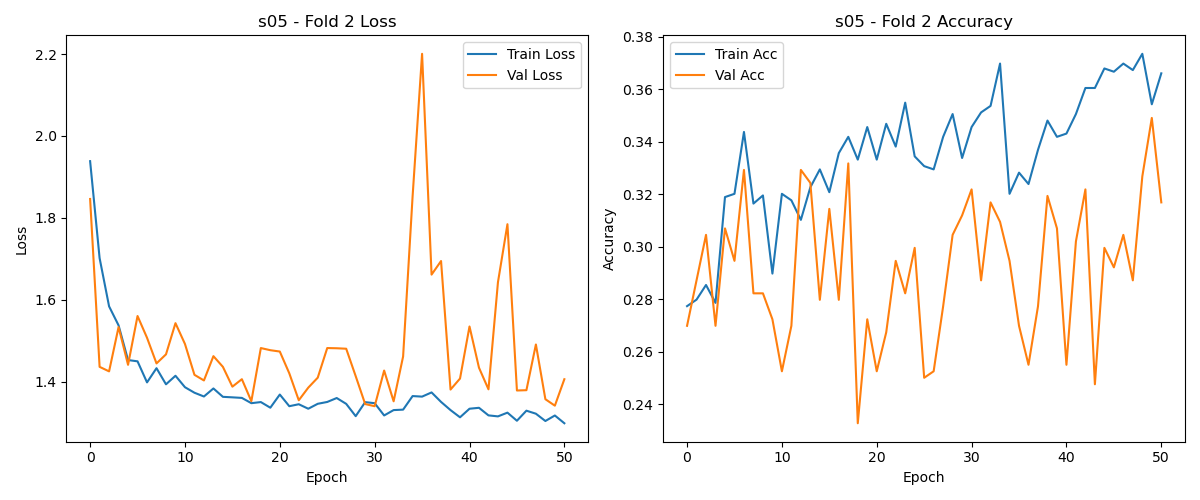 s05 - Fold 2 Loss
Train Loss
Val Loss
2.2
2.0
1.8
1.6
1.4
Loss
0 10 20 30 40 50
Epoch
s05 - Fold 2 Accuracy
Train Acc
Val Acc
0.38
0.36
0.34
0.32
0.30
0.28
0.26
0.24
Accuracy
0 10 20 30 40 50
Epoch